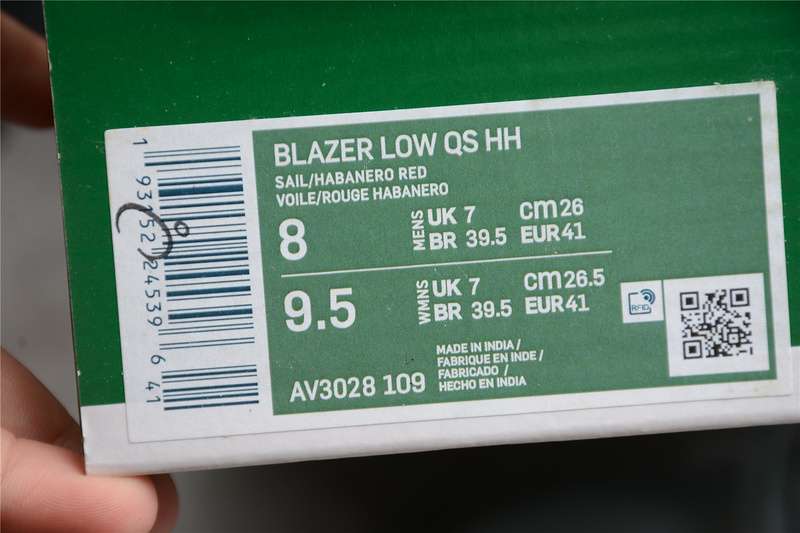 BLAZER LOW QS HH
SAIL/HABANERO RED
VOILE/ROUGE HABANERO
8 MENS UK 7 cm 26
BR 39.5 EUR 41
9.5 WMNS UK 7 cm 26.5
BR 39.5 EUR 41
RFID
AV3028 109
MADE IN INDIA /
FABRIQUE EN INDE /
FABRICADO /
HECHO EN INDIA
1 93152 24539 6 41